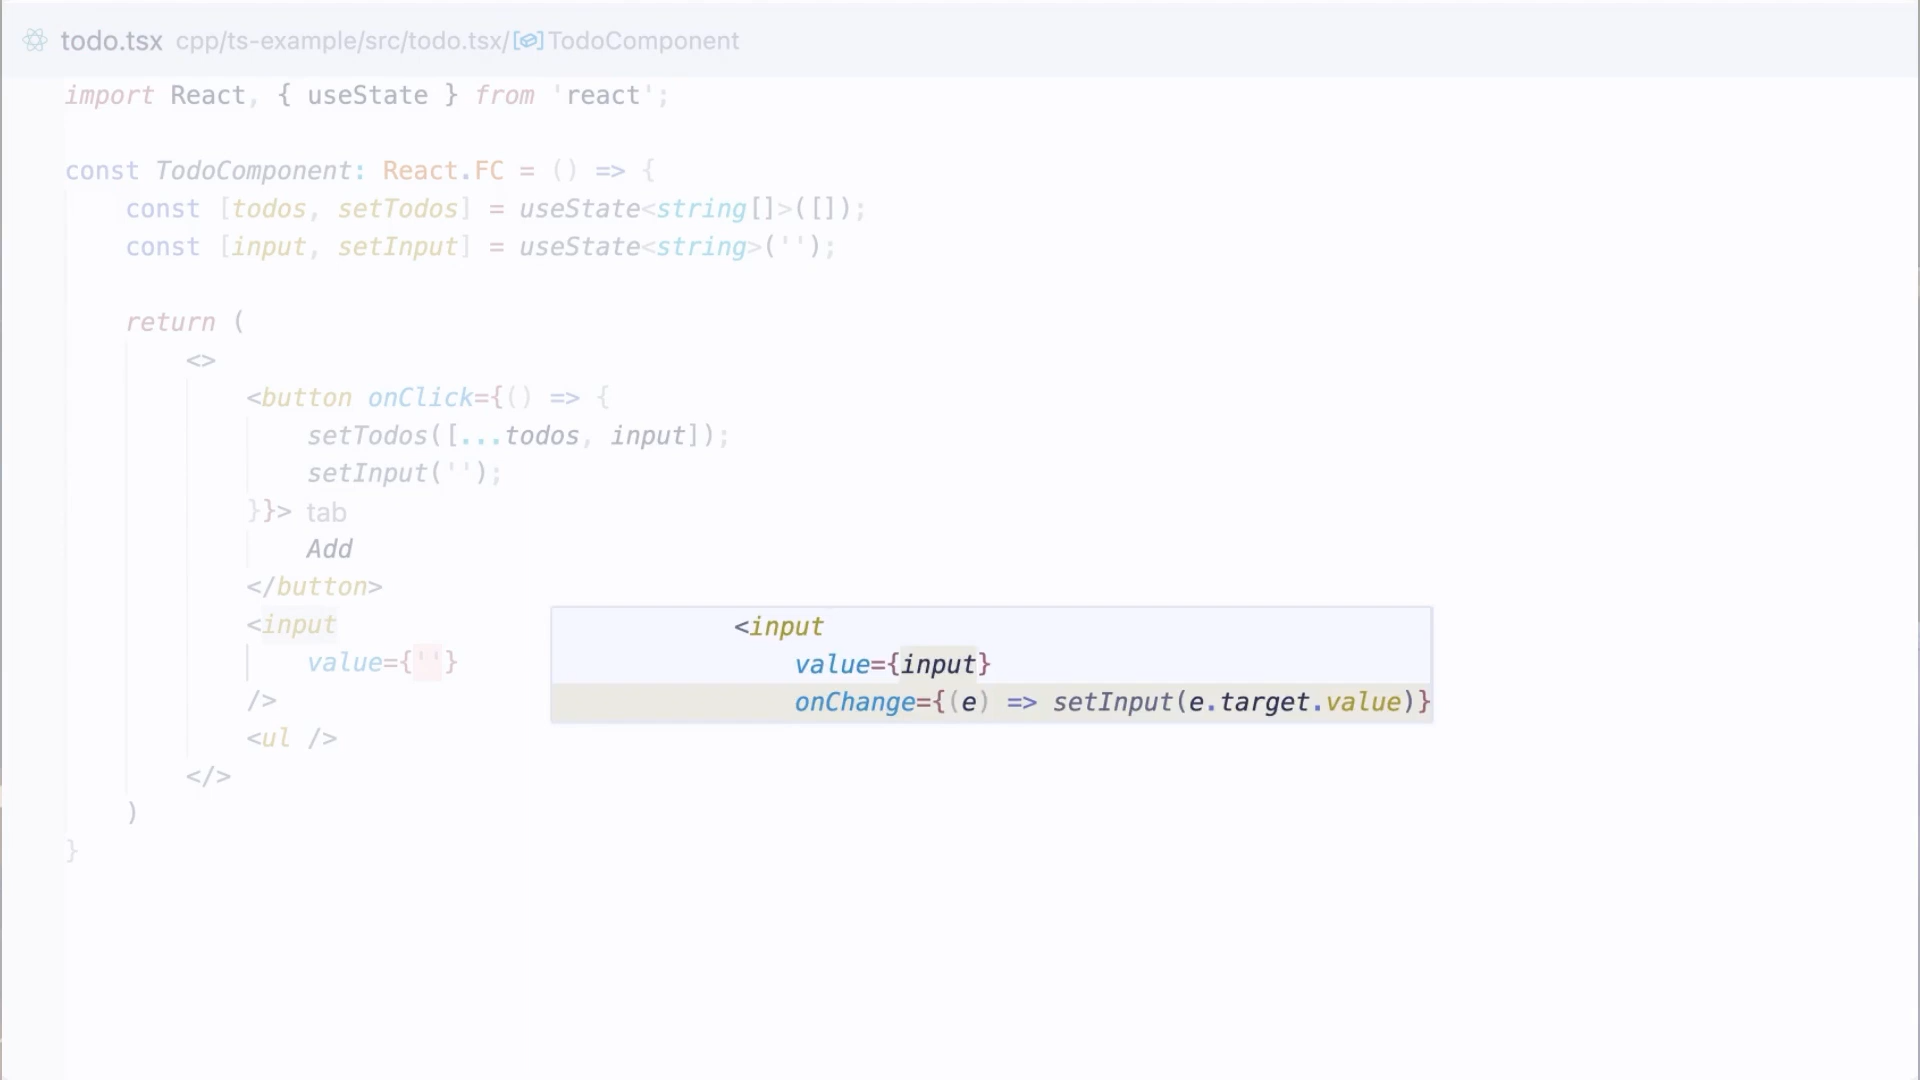 todo.tsx cpp/ts-example/src/todo.tsx/TodoComponent
import React, { useState } from 'react';
const TodoComponent: React.FC = () => {
const [todos, setTodos] = useState<string[]>([]);
const [input, setInput] = useState<string>('');
return (
<>
<button onClick={() => {
setTodos([...todos, input]);
setInput('');
}}> tab
Add
</button>
<input
value={''}
/>
<ul />
</>
)
}
<input
value={input}
onChange={(e) => setInput(e.target.value)}